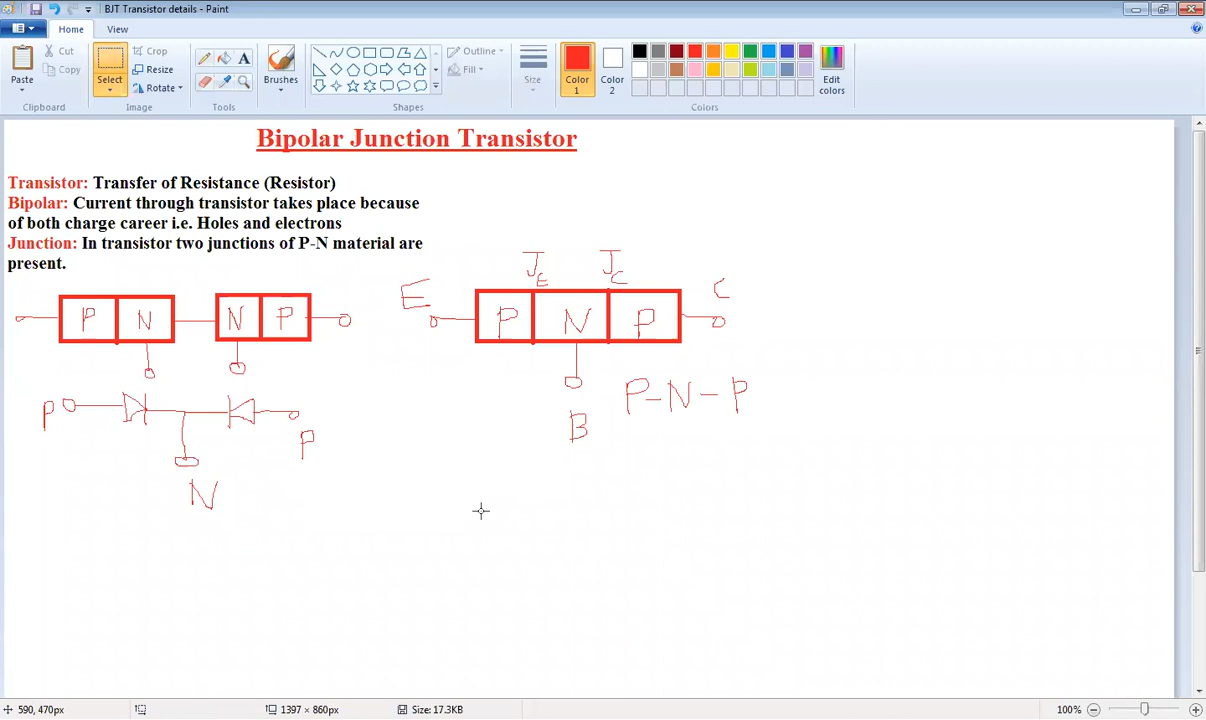 BJT Transistor details - Paint
Home View
Paste
Cut
Copy
Clipboard
Select
Crop
Resize
Rotate
Image
A
Tools
Brushes
Shapes
Outline
Fill
Size
Color 1
Color 2
Edit colors
Colors
Bipolar Junction Transistor
Transistor: Transfer of Resistance (Resistor)
Bipolar: Current through transistor takes place because
of both charge career i.e. Holes and electrons
Junction: In transistor two junctions of P-N material are
present.
P N N P
P P
N
JE JC
E C
P N P
B
P-N-P
590, 470px
1397 × 860px
Size: 17.3KB
100%